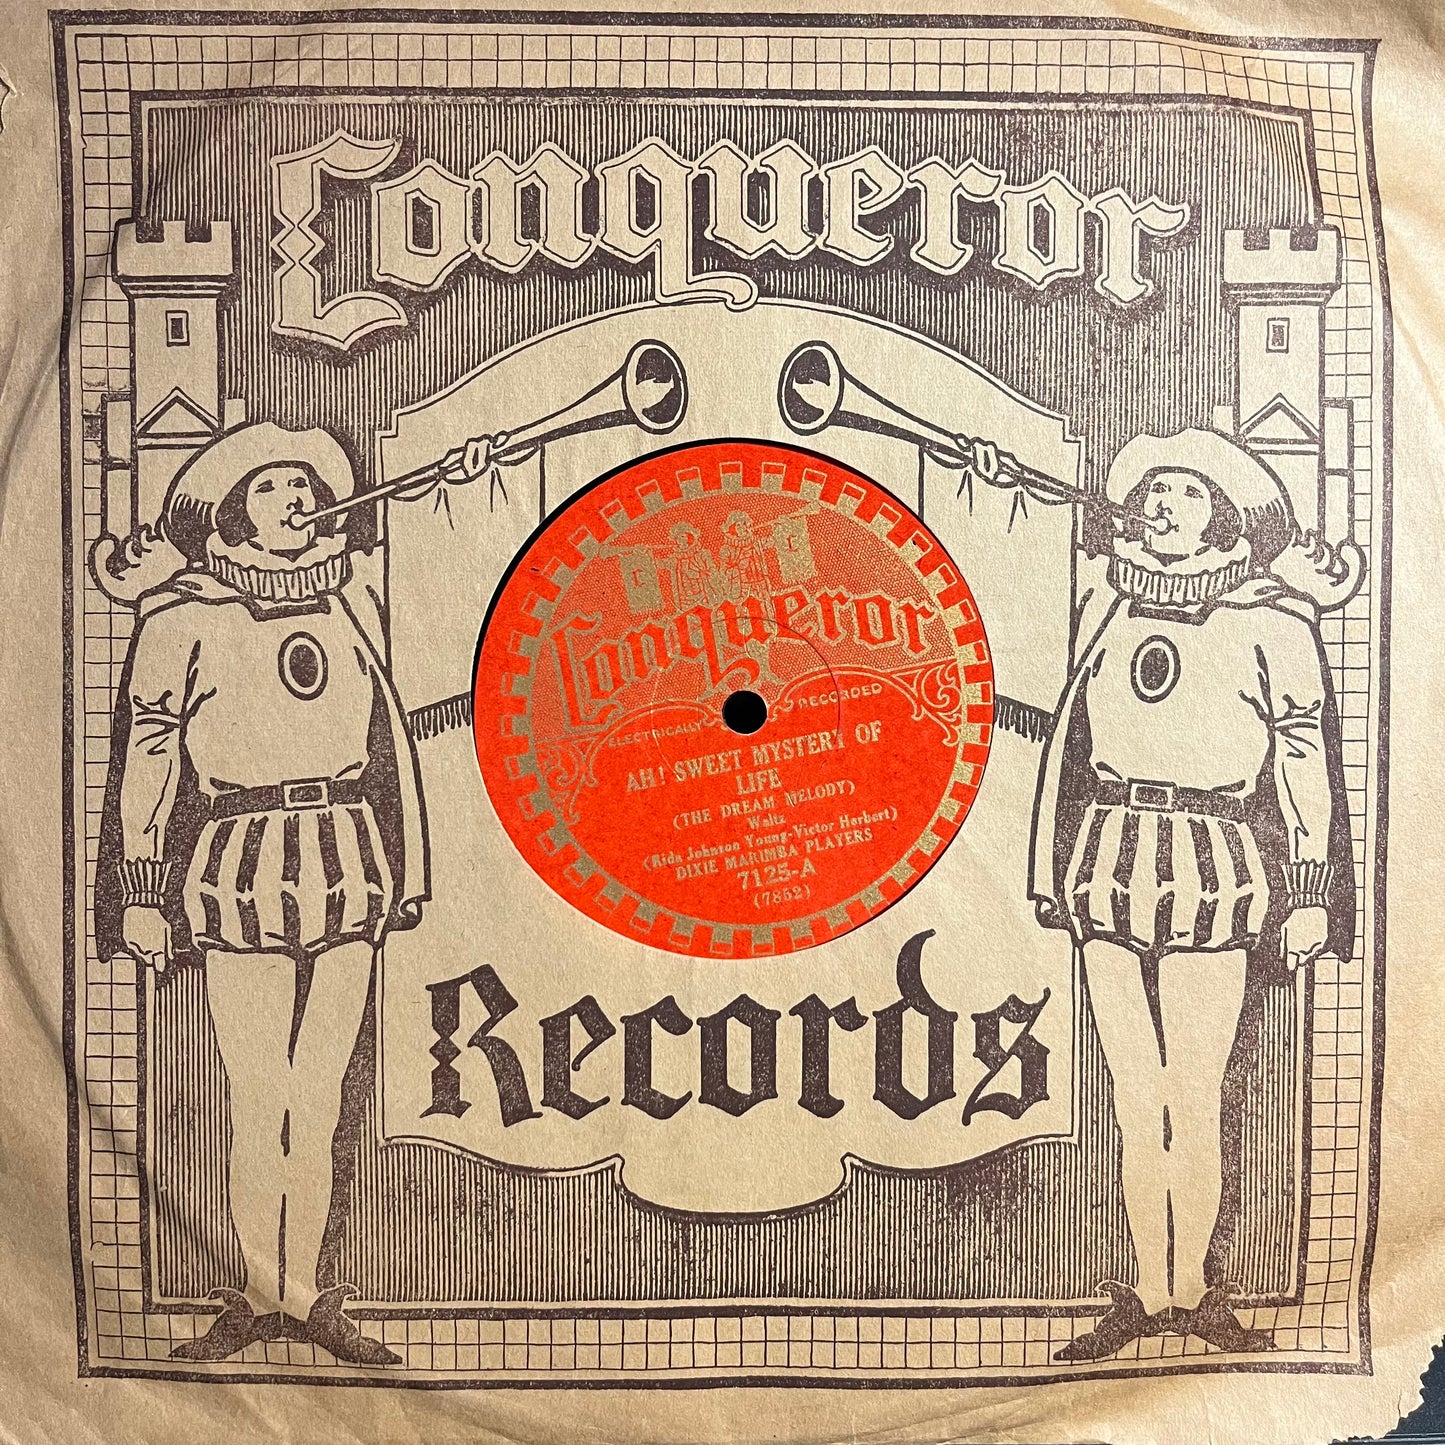 Conqueror
C C
Conqueror
ELECTRICALLY RECORDED
AH! SWEET MYSTERY OF
LIFE
(THE DREAM MELODY)
Waltz
(Rida Johnson Young-Victor Herbert)
DIXIE MARIMBA PLAYERS
7125-A
(7852)
Records